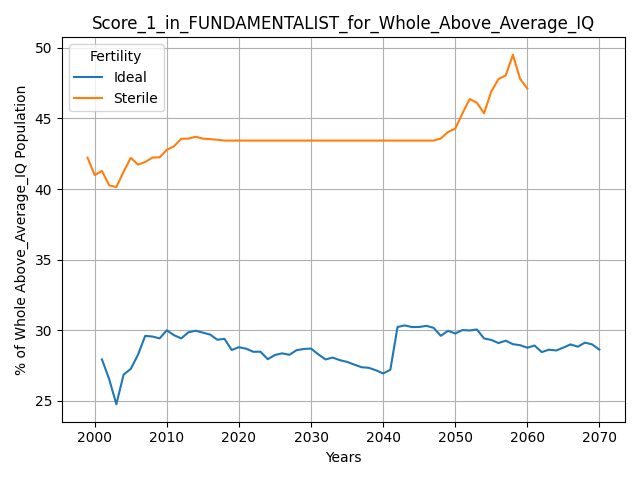 Score_1_in_FUNDAMENTALIST_for_Whole_Above_Average_IQ
% of Whole Above_Average_IQ Population
50
45
40
35
30
25
Fertility
Ideal
Sterile
2000 2010 2020 2030 2040 2050 2060 2070
Years